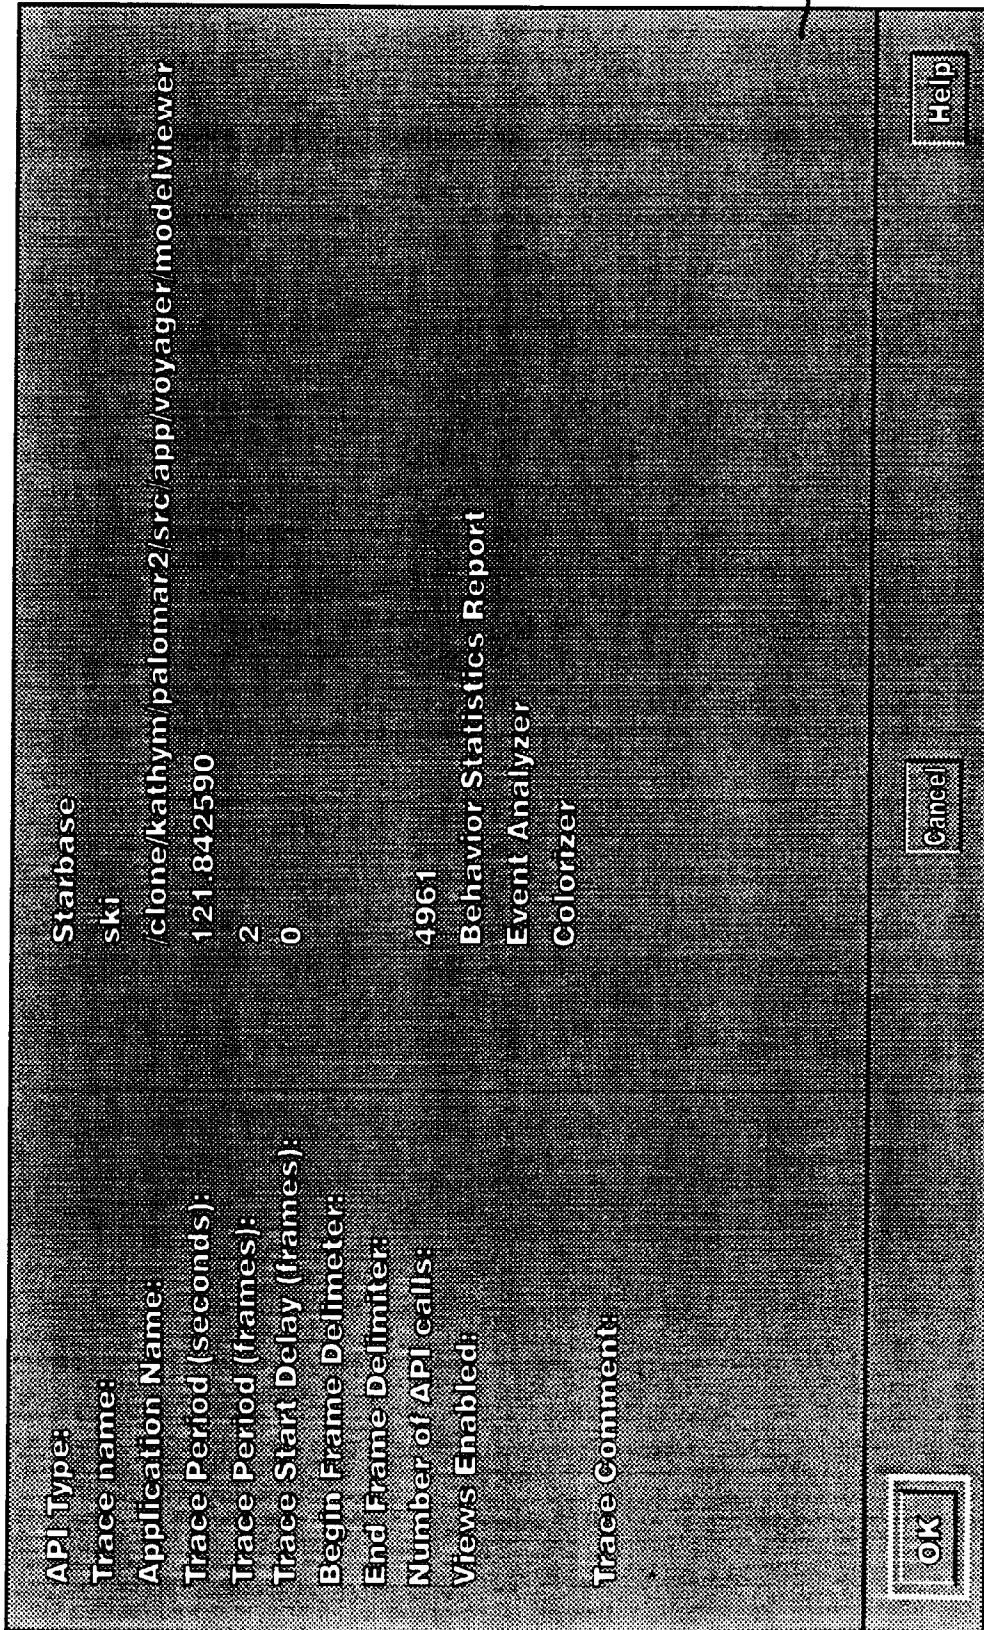 API Type: Starbase
Trace name: ski
Application Name: /clone/kathym/palomar2/src/app/voyager/modelviewer
Trace Period (seconds): 121.842590
Trace Period (frames): 2
Trace Start Delay (frames): 0
Begin Frame Delimeter:
End Frame Delimiter:
Number of API calls: 4961
Views Enabled: Behavior Statistics Report
Event Analyzer
Colorizer
Trace Comment:
OK Cancel Help